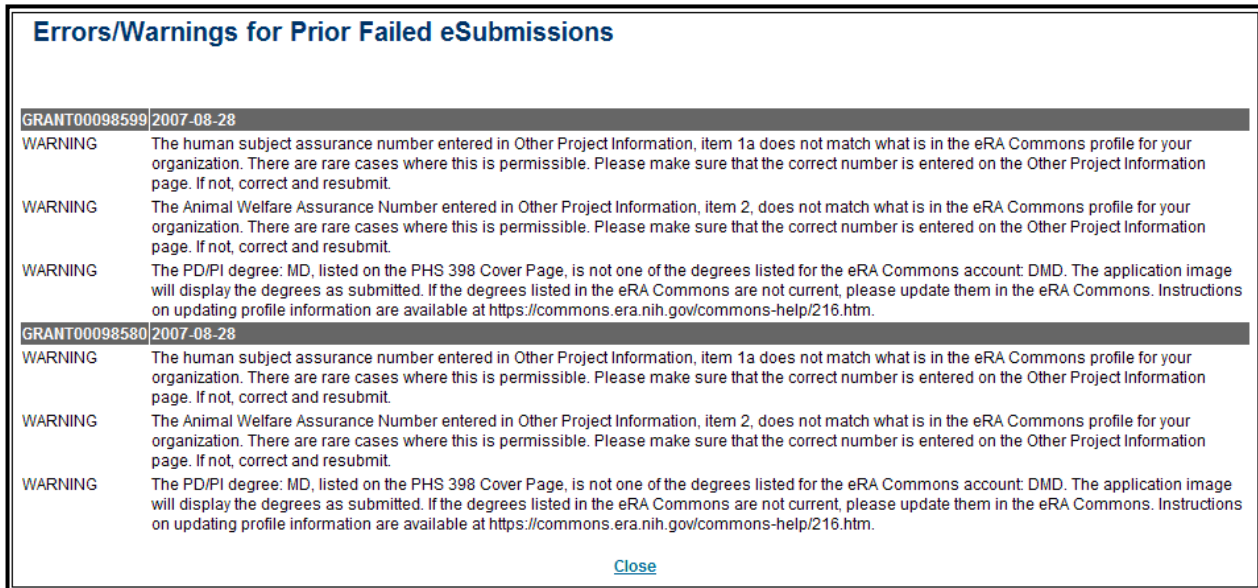 Errors/Warnings for Prior Failed eSubmissions
GRANT00098599 2007-08-28
WARNING The human subject assurance number entered in Other Project Information, item 1a does not match what is in the eRA Commons profile for your
organization. There are rare cases where this is permissible. Please make sure that the correct number is entered on the Other Project Information
page. If not, correct and resubmit.
WARNING The Animal Welfare Assurance Number entered in Other Project Information, item 2, does not match what is in the eRA Commons profile for your
organization. There are rare cases where this is permissible. Please make sure that the correct number is entered on the Other Project Information
page. If not, correct and resubmit.
WARNING The PD/PI degree: MD, listed on the PHS 398 Cover Page, is not one of the degrees listed for the eRA Commons account: DMD. The application image
will display the degrees as submitted. If the degrees listed in the eRA Commons are not current, please update them in the eRA Commons. Instructions
on updating profile information are available at https://commons.era.nih.gov/commons-help/216.htm.
GRANT00098580 2007-08-28
WARNING The human subject assurance number entered in Other Project Information, item 1a does not match what is in the eRA Commons profile for your
organization. There are rare cases where this is permissible. Please make sure that the correct number is entered on the Other Project Information
page. If not, correct and resubmit.
WARNING The Animal Welfare Assurance Number entered in Other Project Information, item 2, does not match what is in the eRA Commons profile for your
organization. There are rare cases where this is permissible. Please make sure that the correct number is entered on the Other Project Information
page. If not, correct and resubmit.
WARNING The PD/PI degree: MD, listed on the PHS 398 Cover Page, is not one of the degrees listed for the eRA Commons account: DMD. The application image
will display the degrees as submitted. If the degrees listed in the eRA Commons are not current, please update them in the eRA Commons. Instructions
on updating profile information are available at https://commons.era.nih.gov/commons-help/216.htm.
Close